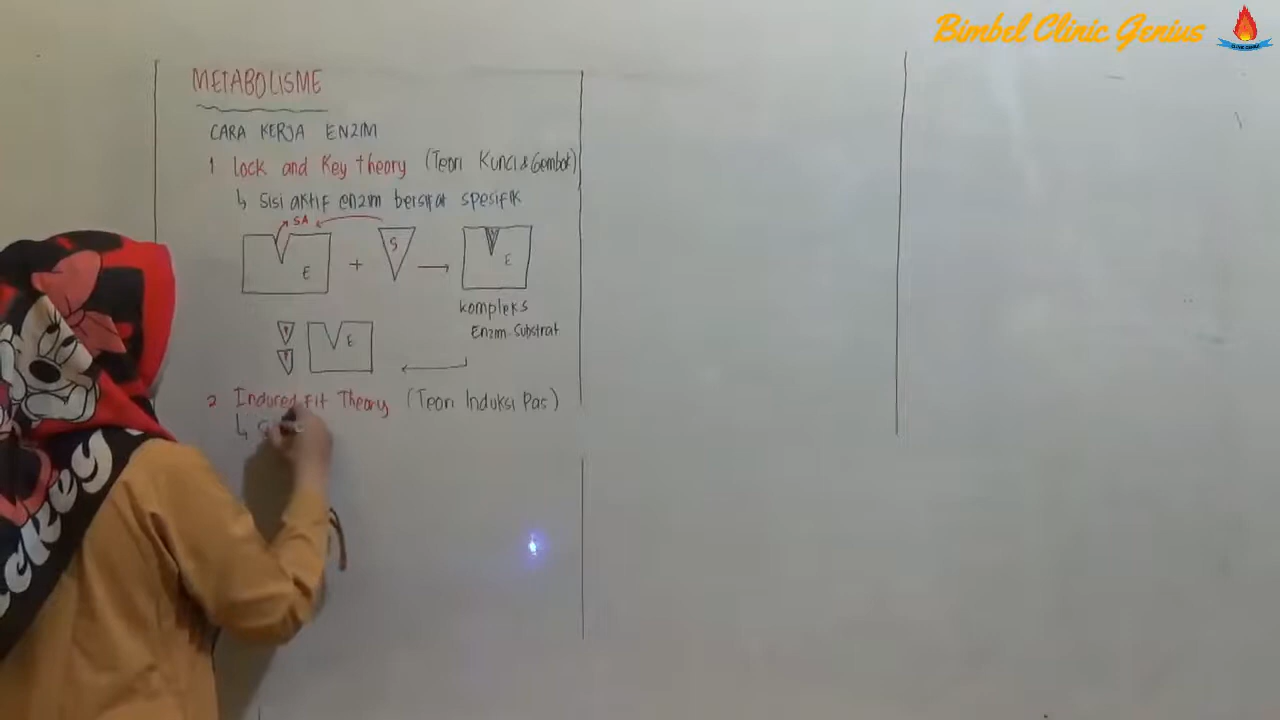 Bimbel Clinic Genius
METABOLISME
CARA KERJA ENZIM
1 Lock and Key theory (Teori Kunci & Gembok)
↳ Sisi aktif enzim bersifat spesifik
SA
E + S → E
kompleks
Enzim-Substrat
E
2 Induced Fit Theory (Teori Induksi Pas)